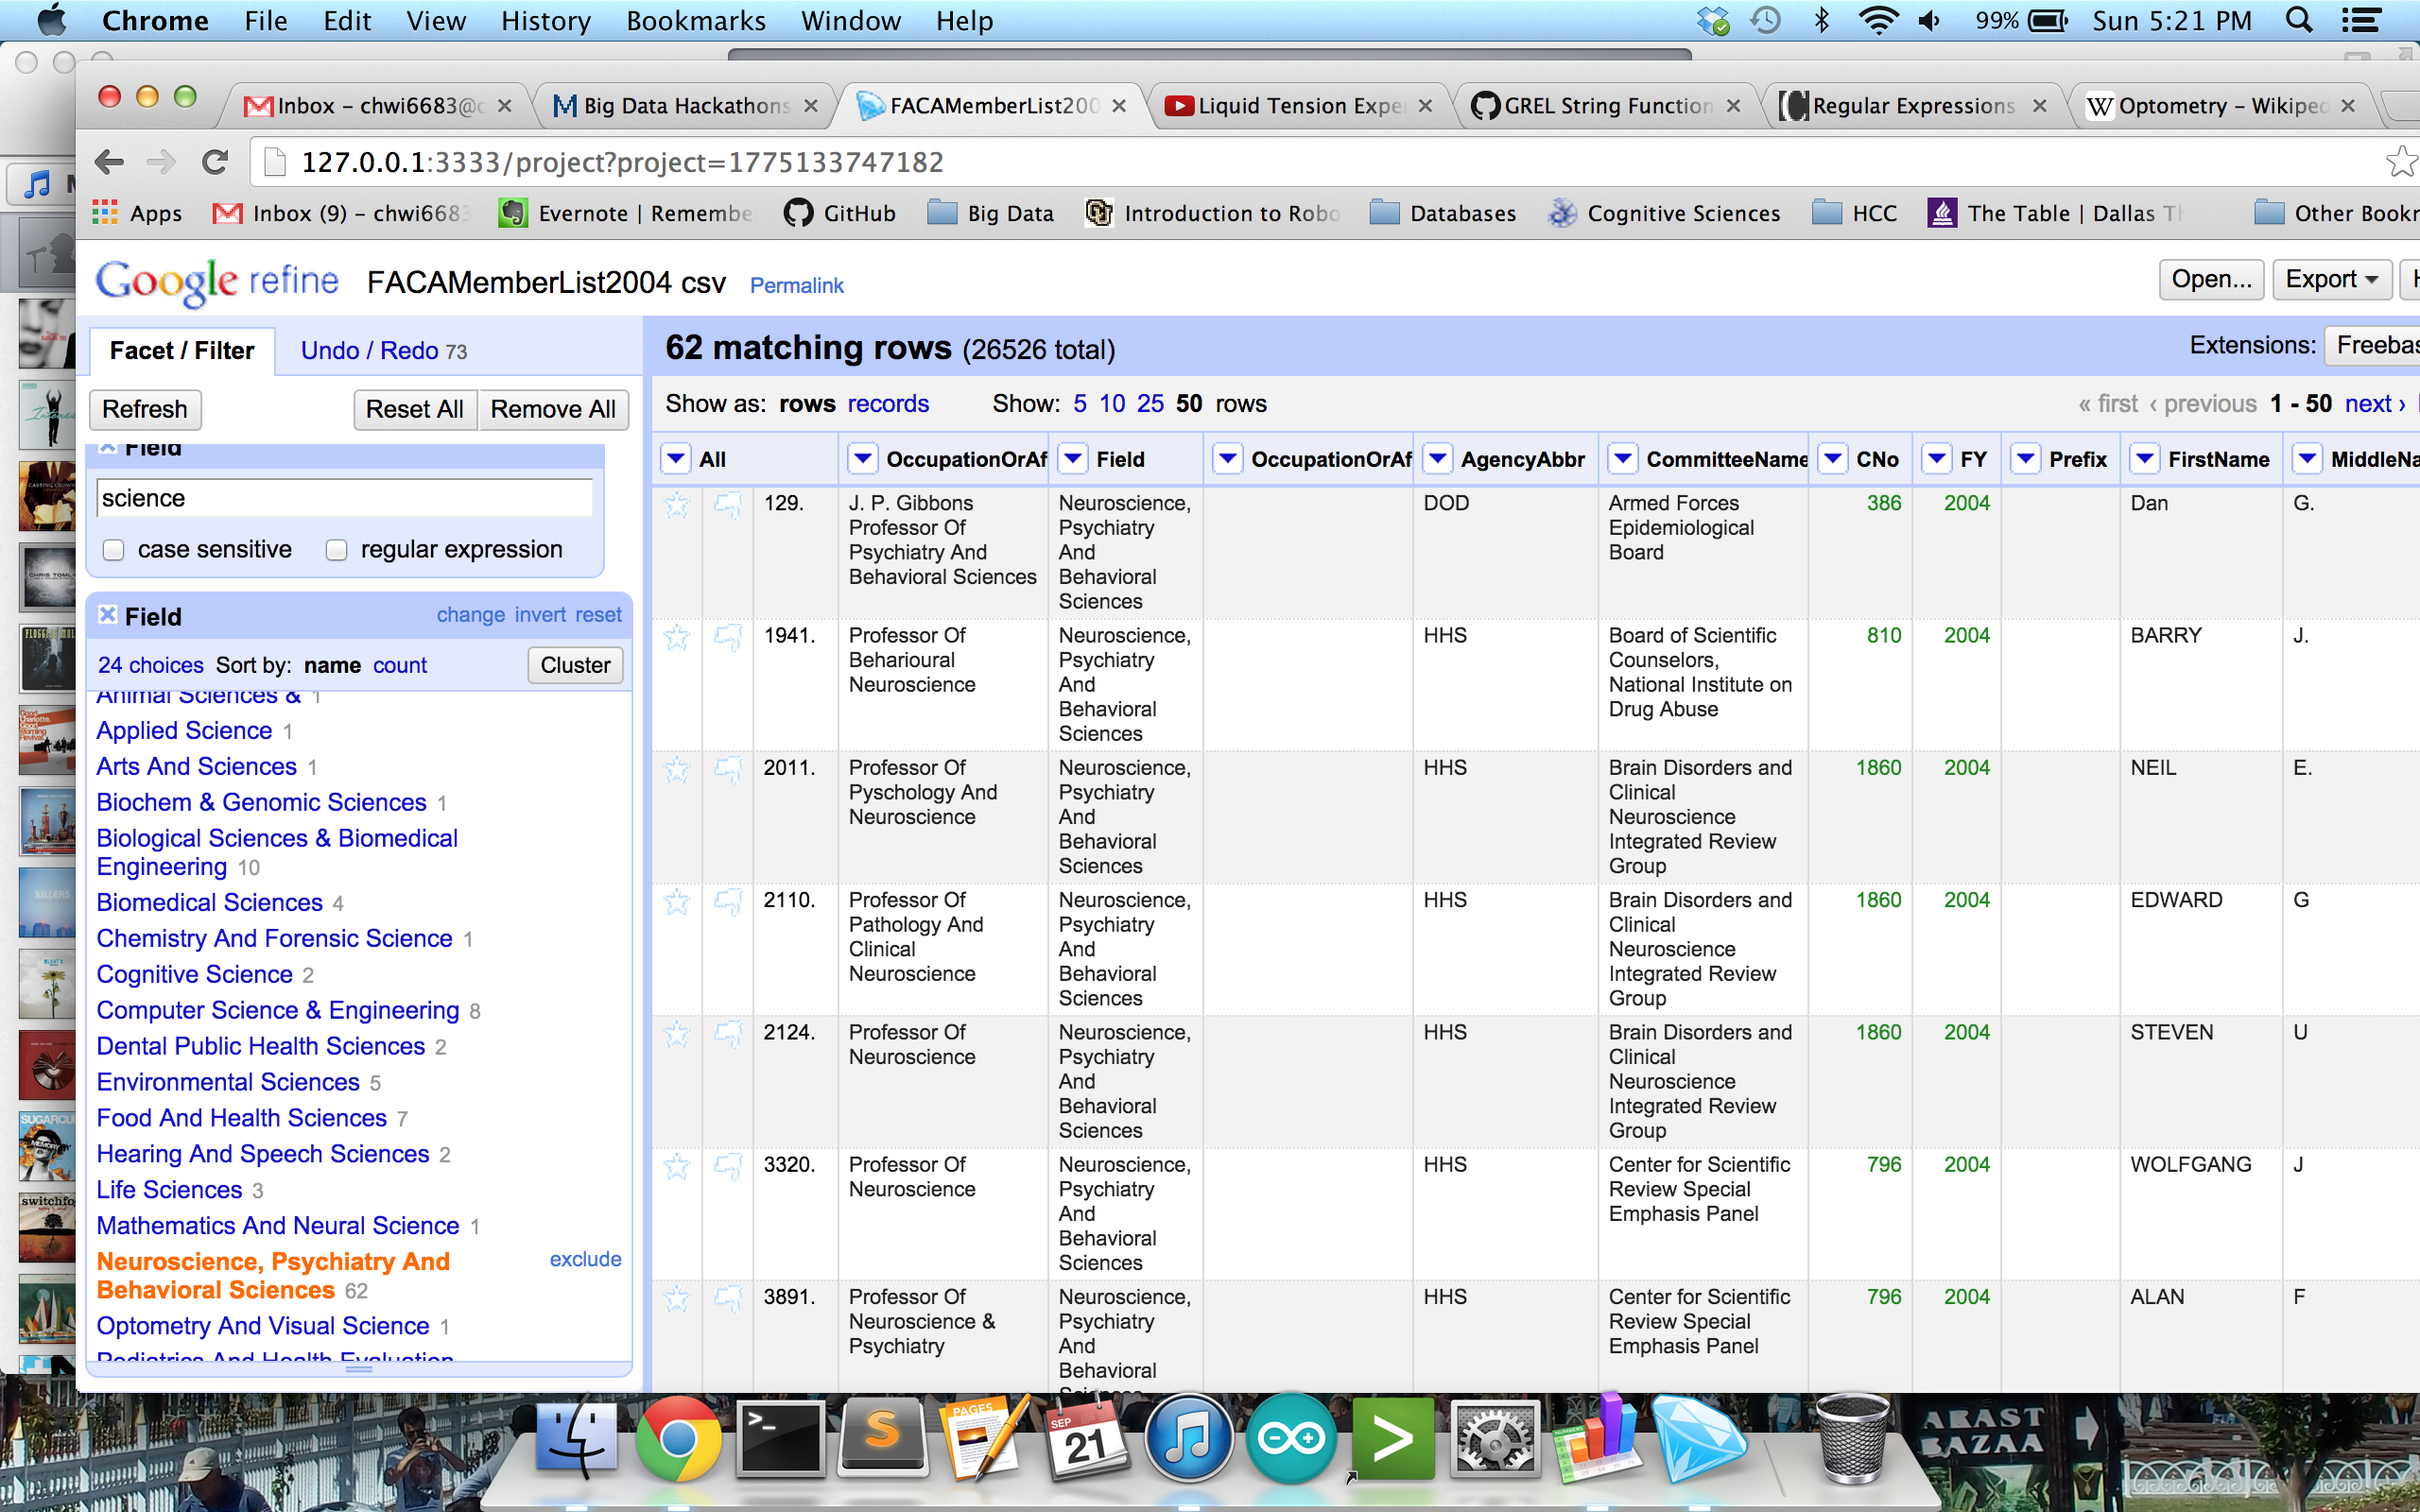 Chrome File Edit View History Bookmarks Window Help 99% Sun 5:21 PM
Inbox – chwi6683@c Big Data Hackathons FACAMemberList200 Liquid Tension Expe GREL String Function Regular Expressions Optometry – Wikiped
127.0.0.1:3333/project?project=1775133747182
Apps Inbox (9) – chwi6683 Evernote | Remembe GitHub Big Data Introduction to Robo Databases Cognitive Sciences HCC The Table | Dallas Th Other Bookr
Google refine FACAMemberList2004 csv Permalink Open... Export
Facet / Filter Undo / Redo 73
62 matching rows (26526 total) Extensions: Freebas
Refresh Reset All Remove All
Show as: rows records Show: 5 10 25 50 rows « first ‹ previous 1 - 50 next ›
Field
science
case sensitive regular expression
Field change invert reset
24 choices Sort by: name count Cluster
Animal Sciences & 1
Applied Science 1
Arts And Sciences 1
Biochem & Genomic Sciences 1
Biological Sciences & Biomedical
Engineering 10
Biomedical Sciences 4
Chemistry And Forensic Science 1
Cognitive Science 2
Computer Science & Engineering 8
Dental Public Health Sciences 2
Environmental Sciences 5
Food And Health Sciences 7
Hearing And Speech Sciences 2
Life Sciences 3
Mathematics And Neural Science 1
Neuroscience, Psychiatry And exclude
Behavioral Sciences 62
Optometry And Visual Science 1
Pediatrics And Health Evaluation
All OccupationOrAf Field OccupationOrAf AgencyAbbr CommitteeName CNo FY Prefix FirstName MiddleNa
129. J. P. Gibbons Neuroscience, DOD Armed Forces 386 2004 Dan G.
Professor Of Psychiatry Epidemiological
Psychiatry And And Board
Behavioral Sciences Behavioral
Sciences
1941. Professor Of Neuroscience, HHS Board of Scientific 810 2004 BARRY J.
Beharioural Psychiatry Counselors,
Neuroscience And National Institute on
Behavioral Drug Abuse
Sciences
2011. Professor Of Neuroscience, HHS Brain Disorders and 1860 2004 NEIL E.
Pyschology And Psychiatry Clinical
Neuroscience And Neuroscience
Behavioral Integrated Review
Sciences Group
2110. Professor Of Neuroscience, HHS Brain Disorders and 1860 2004 EDWARD G
Pathology And Psychiatry Clinical
Clinical And Neuroscience
Neuroscience Behavioral Integrated Review
Sciences Group
2124. Professor Of Neuroscience, HHS Brain Disorders and 1860 2004 STEVEN U
Neuroscience Psychiatry Clinical
And Neuroscience
Behavioral Integrated Review
Sciences Group
3320. Professor Of Neuroscience, HHS Center for Scientific 796 2004 WOLFGANG J
Neuroscience Psychiatry Review Special
And Emphasis Panel
Behavioral
Sciences
3891. Professor Of Neuroscience, HHS Center for Scientific 796 2004 ALAN F
Neuroscience & Psychiatry Review Special
Psychiatry And Emphasis Panel
Behavioral
Sciences
CASTING CROWN
CHRIS TOML
KILLERS
SUGARCU
MEMORY
switchfo
PAGES
SEP
21
ARAST
BAZAA